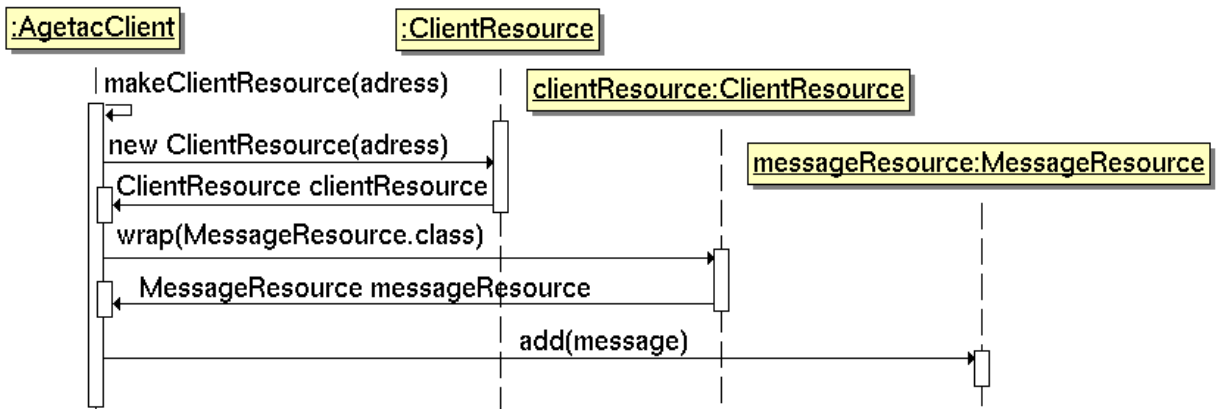 :AgetacClient
:ClientResource
makeClientResource(adress)
clientResource:ClientResource
new ClientResource(adress)
messageResource:MessageResource
ClientResource clientResource
wrap(MessageResource.class)
MessageResource messageResource
add(message)